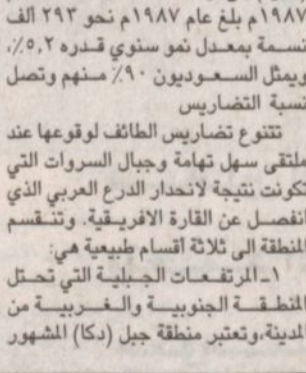 ١٩٨٧م بلغ عام ١٩٨٧م نحو ٢٩٣ الف
نسمة بمعدل نمو سنوي قدره ٥,٢٪،
ويمثل السعوديون ٩٠٪ منهم وتصل
نسبة التضاريس
تتنوع تضاريس الطائف لوقوعها عند
ملتقى سهل تهامة وجبال السروات التي
تكونت نتيجة لانحدار الدرع العربي الذي
انفصل عن القارة الافريقية. وتنقسم
المنطقة الى ثلاثة أقسام طبيعية هي:
١ـ المرتفعات الجبلية التي تحتل
المنطقة الجنوبية والغربية من
المدينة،وتعتبر منطقة جبل (دكا) المشهور